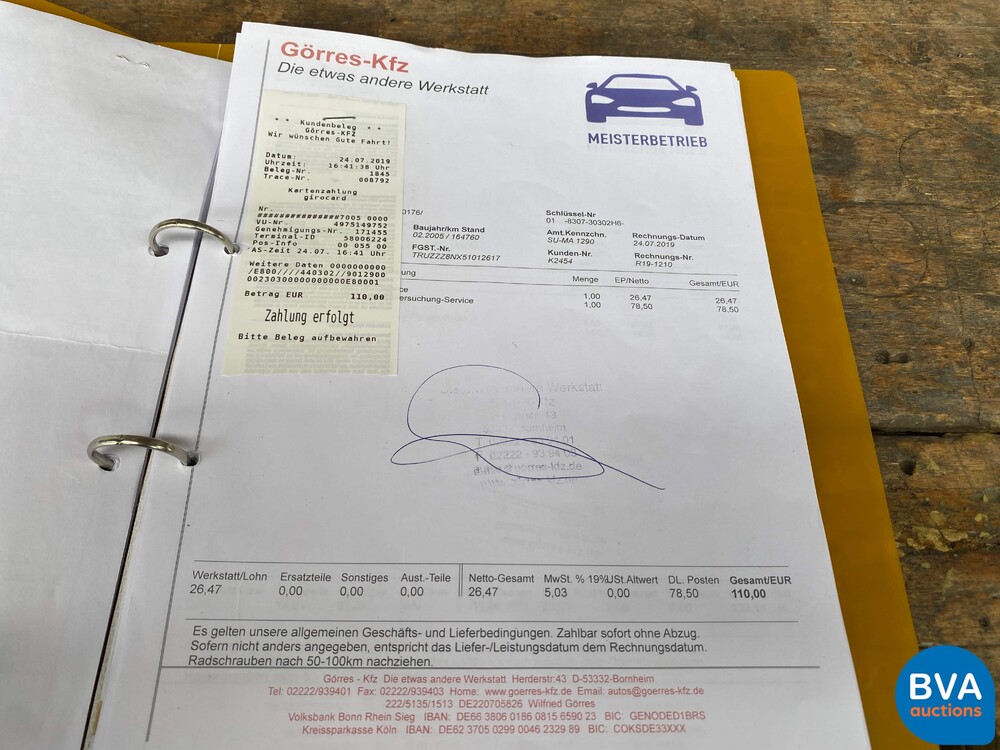 Görres-Kfz
Die etwas andere Werkstatt
MEISTERBETRIEB
* * Kundenbeleg * *
Görres-KFZ
Wir wünschen Gute Fahrt!
Datum: 24.07.2019
Uhrzeit: 16:41:38 Uhr
Beleg-Nr. 1845
Trace-Nr. 008792
Kartenzahlung
girocard
Nr.
###############7005 0000
VU-Nr. 4975149752
Genehmigungs-Nr. 171455
Terminal-ID 58006224
Pos-Info 00 055 00
AS-Zeit 24.07. 16:41 Uhr
Weitere Daten 0000000000
/E800////440302//9012900
00230300000000000E80001
Betrag EUR 110,00
Zahlung erfolgt
Bitte Beleg aufbewahren
0176/
Schlüssel-Nr
01 -8307-30302H6-
Baujahr/km Stand Amt.Kennzchn. Rechnungs-Datum
02.2005 / 164760 SU-MA 1290 24.07.2019
FGST.-Nr. Kunden-Nr. Rechnungs-Nr.
TRUZZZ8NX51012617 K2454 R19-1210
ung Menge EP/Netto Gesamt/EUR
ce 1,00 26,47 26,47
ersuchung-Service 1,00 78,50 78,50
Werkstatt
02222 - 93 94 03
Werkstatt/Lohn Ersatzteile Sonstiges Aust.-Teile Netto-Gesamt MwSt. % 19% USt.Altwert DL. Posten Gesamt/EUR
26,47 0,00 0,00 0,00 26,47 5,03 0,00 78,50 110,00
Es gelten unsere allgemeinen Geschäfts- und Lieferbedingungen. Zahlbar sofort ohne Abzug.
Sofern nicht anders angegeben, entspricht das Liefer-/Leistungsdatum dem Rechnungsdatum.
Radschrauben nach 50-100km nachziehen.
Görres - Kfz Die etwas andere Werkstatt Herderstr:43 D-53332-Bornheim
Tel: 02222/939401 Fax: 02222/939403 Home: www.goerres-kfz.de Email: autos@goerres-kfz.de
222/5135/1513 DE220705826 Wilfried Görres
Volksbank Bonn Rhein Sieg IBAN: DE66 3806 0186 0815 6590 23 BIC: GENODED1BRS
Kreissparkasse Köln IBAN: DE62 3705 0299 0046 2329 89 BIC: COKSDE33XXX
BVA
auctions